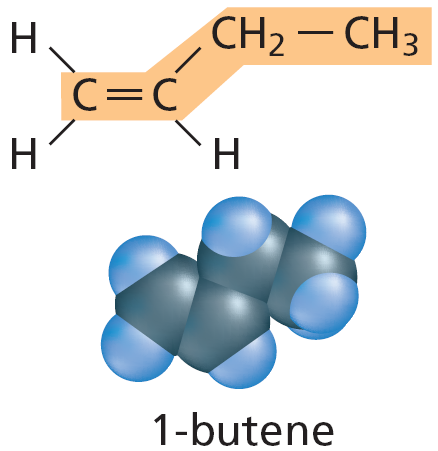 H CH₂ — CH₃
C = C
H H
1-butene